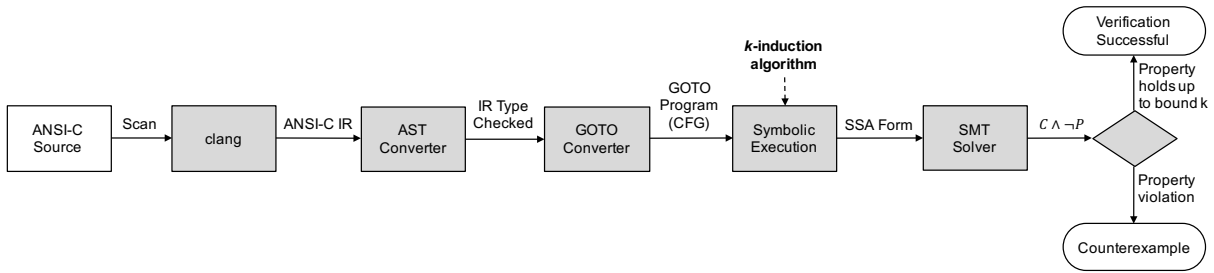 ANSI-C
Source
Scan
clang
ANSI-C IR
AST
Converter
IR Type
Checked
GOTO
Converter
GOTO
Program
(CFG)
k-induction
algorithm
Symbolic
Execution
SSA Form
SMT
Solver
C ∧ ¬P
Verification
Successful
Property
holds up
to bound k
Property
violation
Counterexample